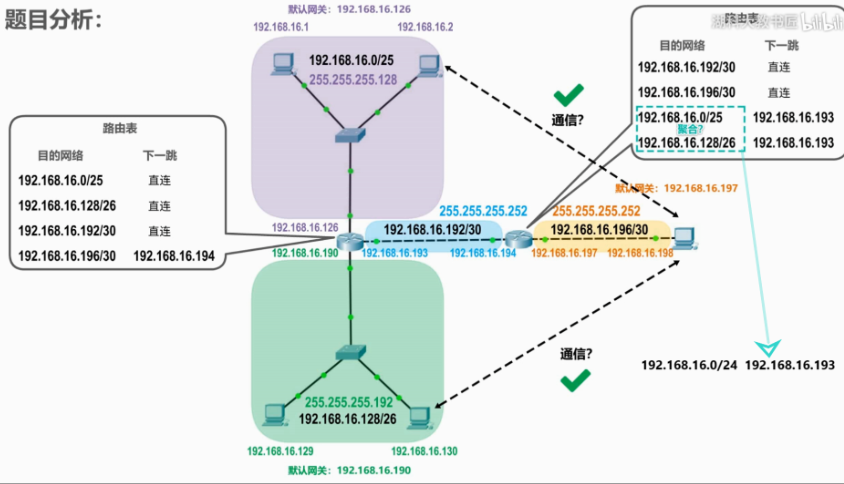 题目分析：
默认网关：192.168.16.126
192.168.16.1
192.168.16.2
192.168.16.0/25
255.255.255.128
通信？
路由表
目的网络 下一跳
192.168.16.192/30 直连
192.168.16.196/30 直连
192.168.16.0/25 192.168.16.193
聚合？
192.168.16.128/26 192.168.16.193
路由表
目的网络 下一跳
192.168.16.0/25 直连
192.168.16.128/26 直连
192.168.16.192/30 直连
192.168.16.196/30 192.168.16.194
默认网关：192.168.16.197
255.255.255.252
255.255.255.252
192.168.16.126
192.168.16.192/30
192.168.16.196/30
192.168.16.190
192.168.16.193
192.168.16.194
192.168.16.197
192.168.16.198
通信？
192.168.16.0/24 192.168.16.193
255.255.255.192
192.168.16.128/26
192.168.16.129
192.168.16.130
默认网关：192.168.16.190
bilibili